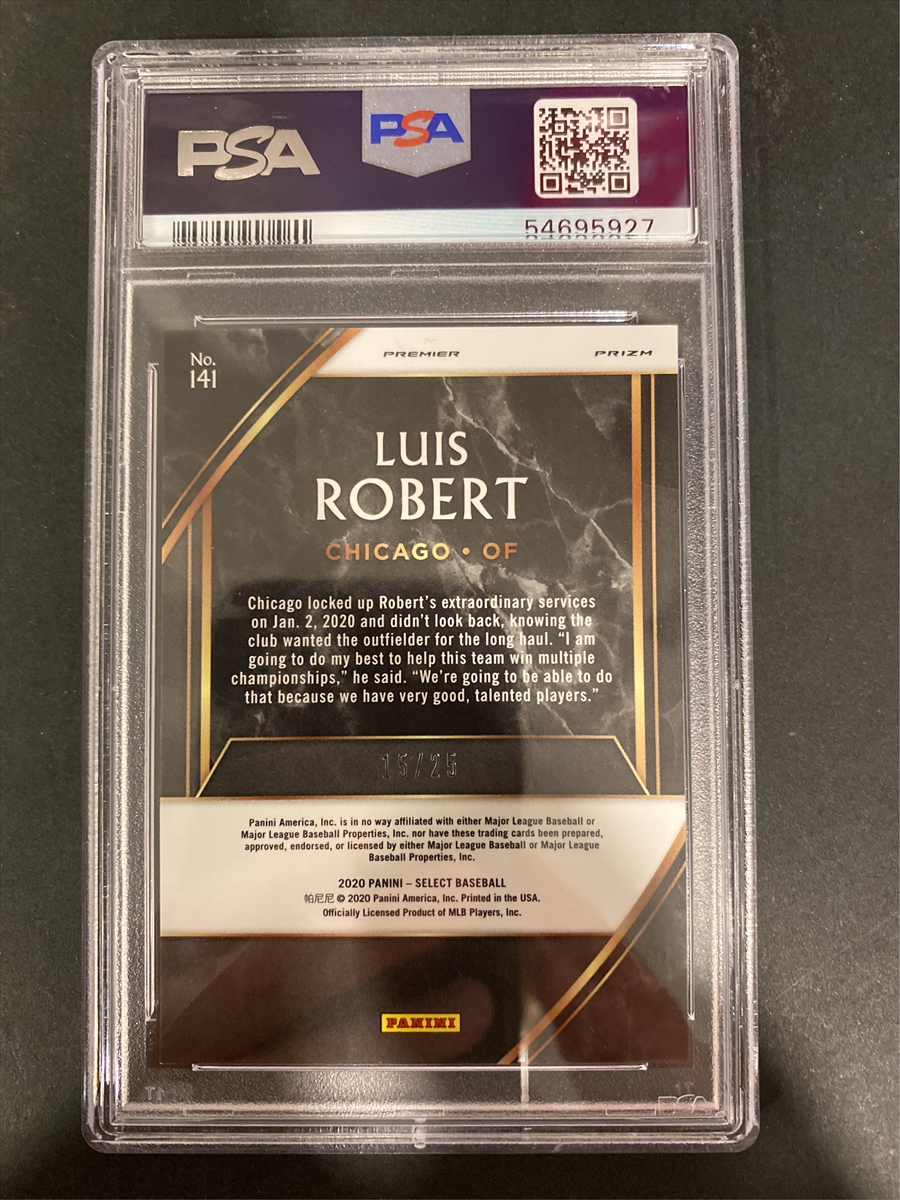 PSA
PSA
54695927
No.
141
PREMIER PRIZM
LUIS
ROBERT
CHICAGO • OF
Chicago locked up Robert's extraordinary services
on Jan. 2, 2020 and didn't look back, knowing the
club wanted the outfielder for the long haul. “I am
going to do my best to help this team win multiple
championships,” he said. “We're going to be able to do
that because we have very good, talented players.”
15/25
Panini America, Inc. is in no way affiliated with either Major League Baseball or
Major League Baseball Properties, Inc. nor have these trading cards been prepared,
approved, endorsed, or licensed by either Major League Baseball or Major League
Baseball Properties, Inc.
2020 PANINI – SELECT BASEBALL
帕尼尼 © 2020 Panini America, Inc. Printed in the USA.
Officially Licensed Product of MLB Players, Inc.
PANINI
PSA